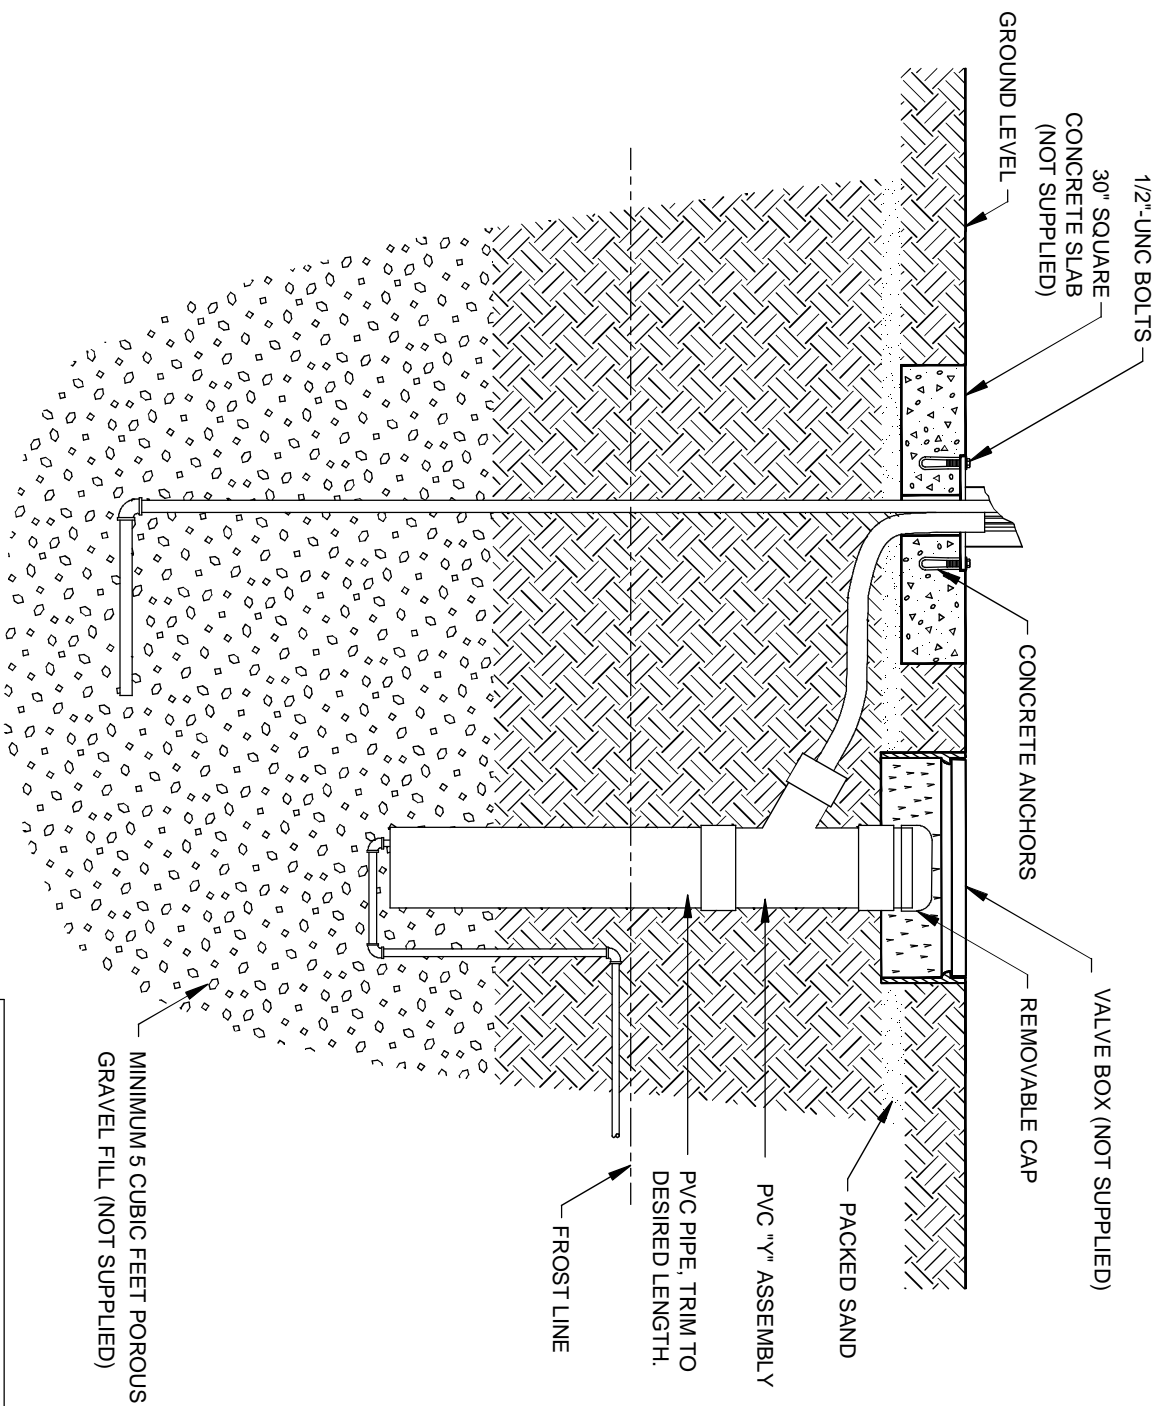 1/2"-UNC BOLTS
30" SQUARE
CONCRETE SLAB
(NOT SUPPLIED)
GROUND LEVEL
CONCRETE ANCHORS
VALVE BOX (NOT SUPPLIED)
REMOVABLE CAP
PACKED SAND
PVC "Y" ASSEMBLY
PVC PIPE, TRIM TO
DESIRED LENGTH.
FROST LINE
MINIMUM 5 CUBIC FEET POROUS
GRAVEL FILL (NOT SUPPLIED)